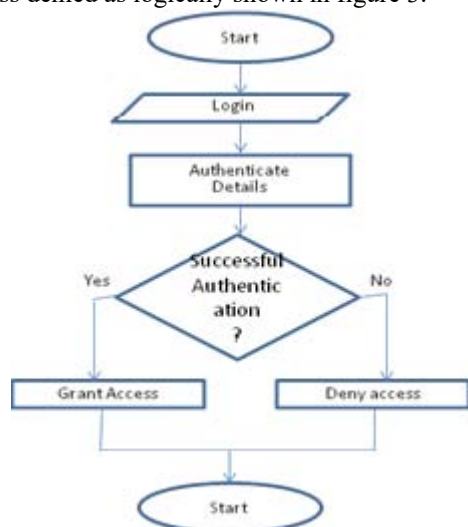 ss defined as logically shown in figure 3.
Start
Login
Authenticate
Details
Successful
Authentic
ation
?
Yes
No
Grant Access
Deny access
Start